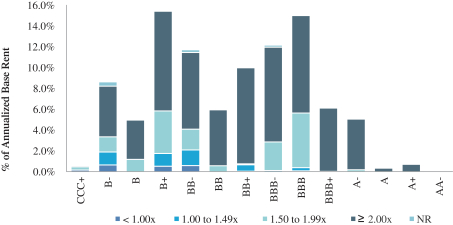 16.0%
14.0%
12.0%
10.0%
8.0%
6.0%
4.0%
2.0%
0.0%
% of Annualized Base Rent
CCC+
B-
B
B+
BB-
BB
BB+
BBB-
BBB
BBB+
A-
A
A+
AA-
< 1.00x 1.00 to 1.49x 1.50 to 1.99x ≥ 2.00x NR